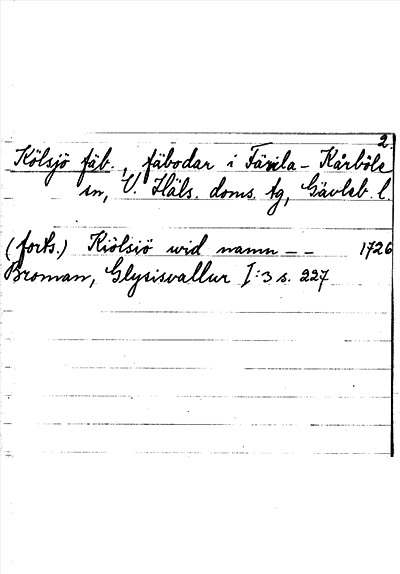 2.
Kölsjö fäb., fäbodar i Färila-Kårböle
sn, V. Häls. doms. tg, Gävleb. l.
(forts.) Kiölsiö wid namn - - 1726
Broman, Glysisvallur I:3 s. 227